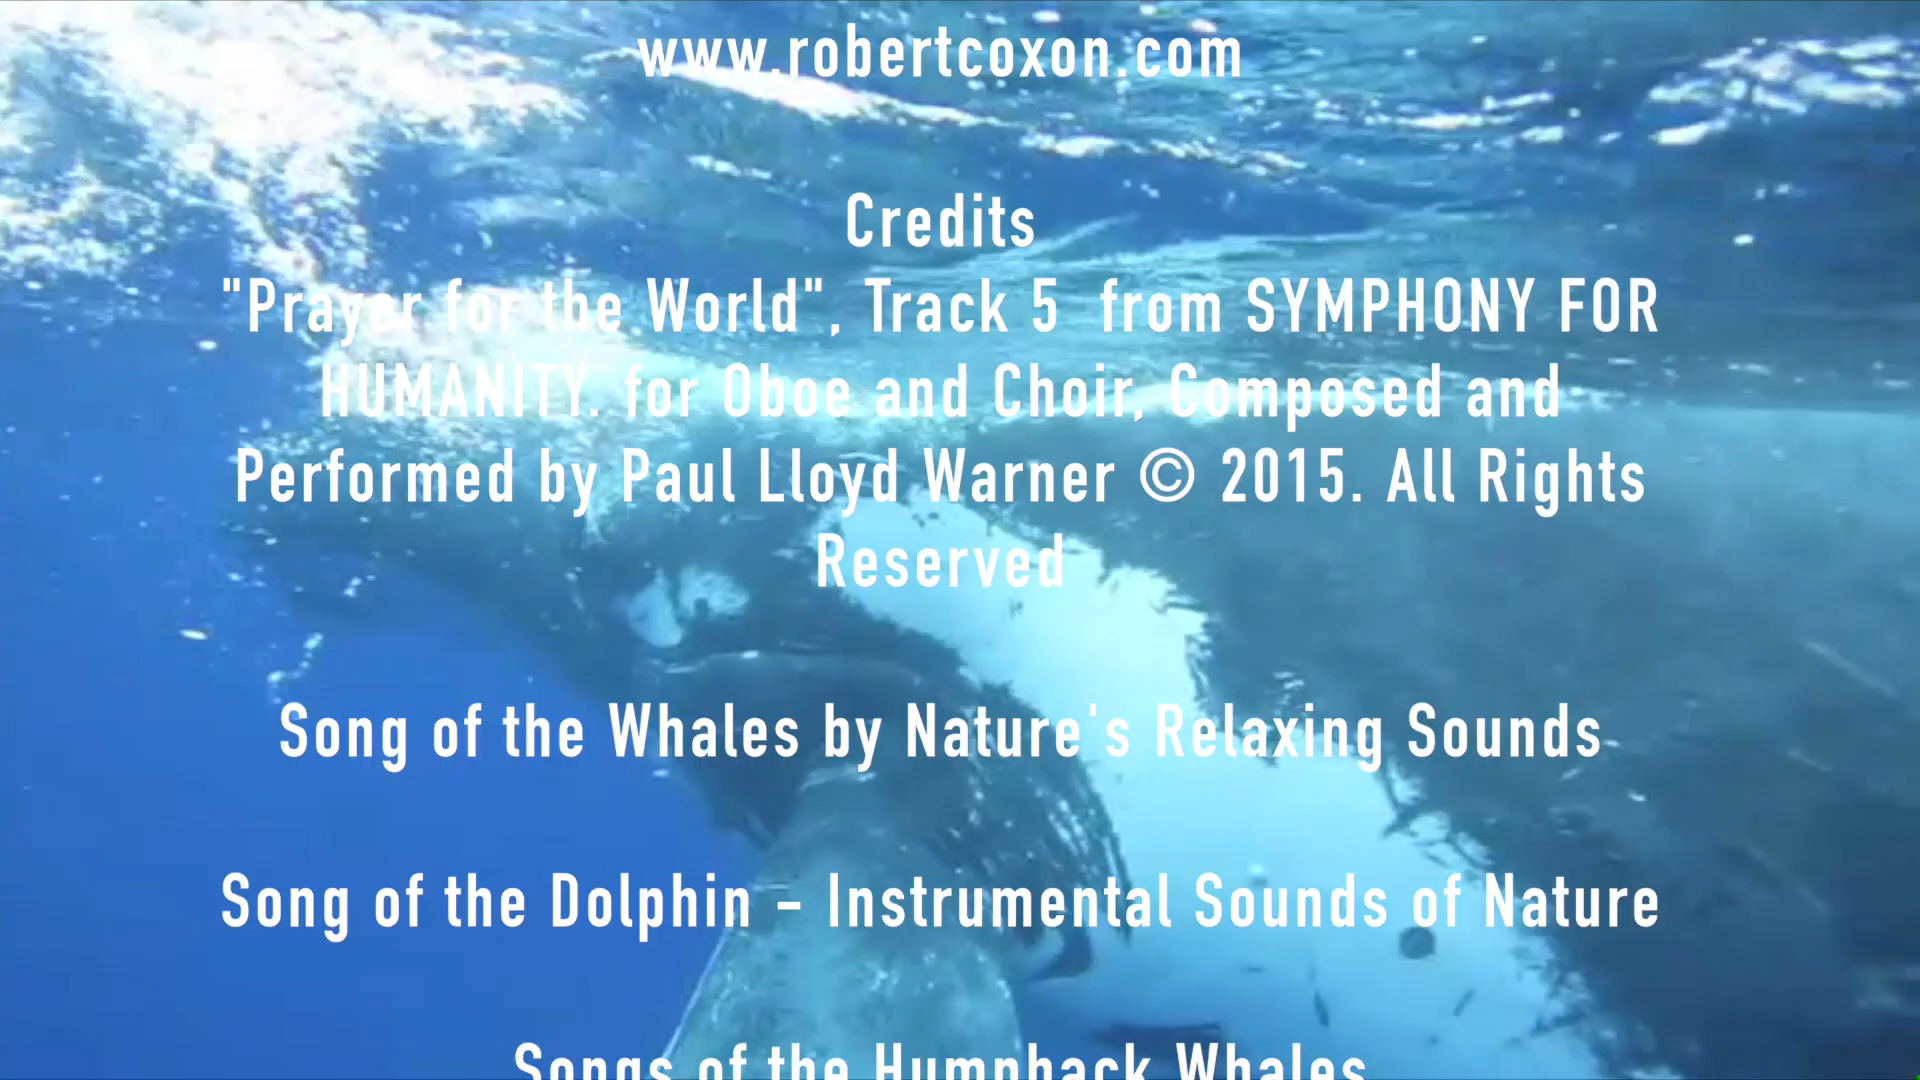 www.robertcoxon.com
Credits
"Prayer for the World", Track 5  from SYMPHONY FOR
HUMANITY. for Oboe and Choir, Composed and
Performed by Paul Lloyd Warner © 2015. All Rights
Reserved
Song of the Whales by Nature's Relaxing Sounds
Song of the Dolphin - Instrumental Sounds of Nature
Songs of the Humpback Whales